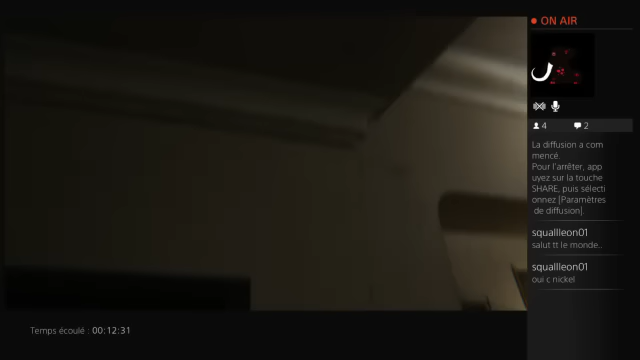 ON AIR
4 2
La diffusion a com
mencé.
Pour l'arrêter, app
uyez sur la touche
SHARE, puis sélecti
onnez [Paramètres
de diffusion].
squallleon01
salut tt le monde..
squallleon01
oui c nickel
Temps écoulé : 00:12:31